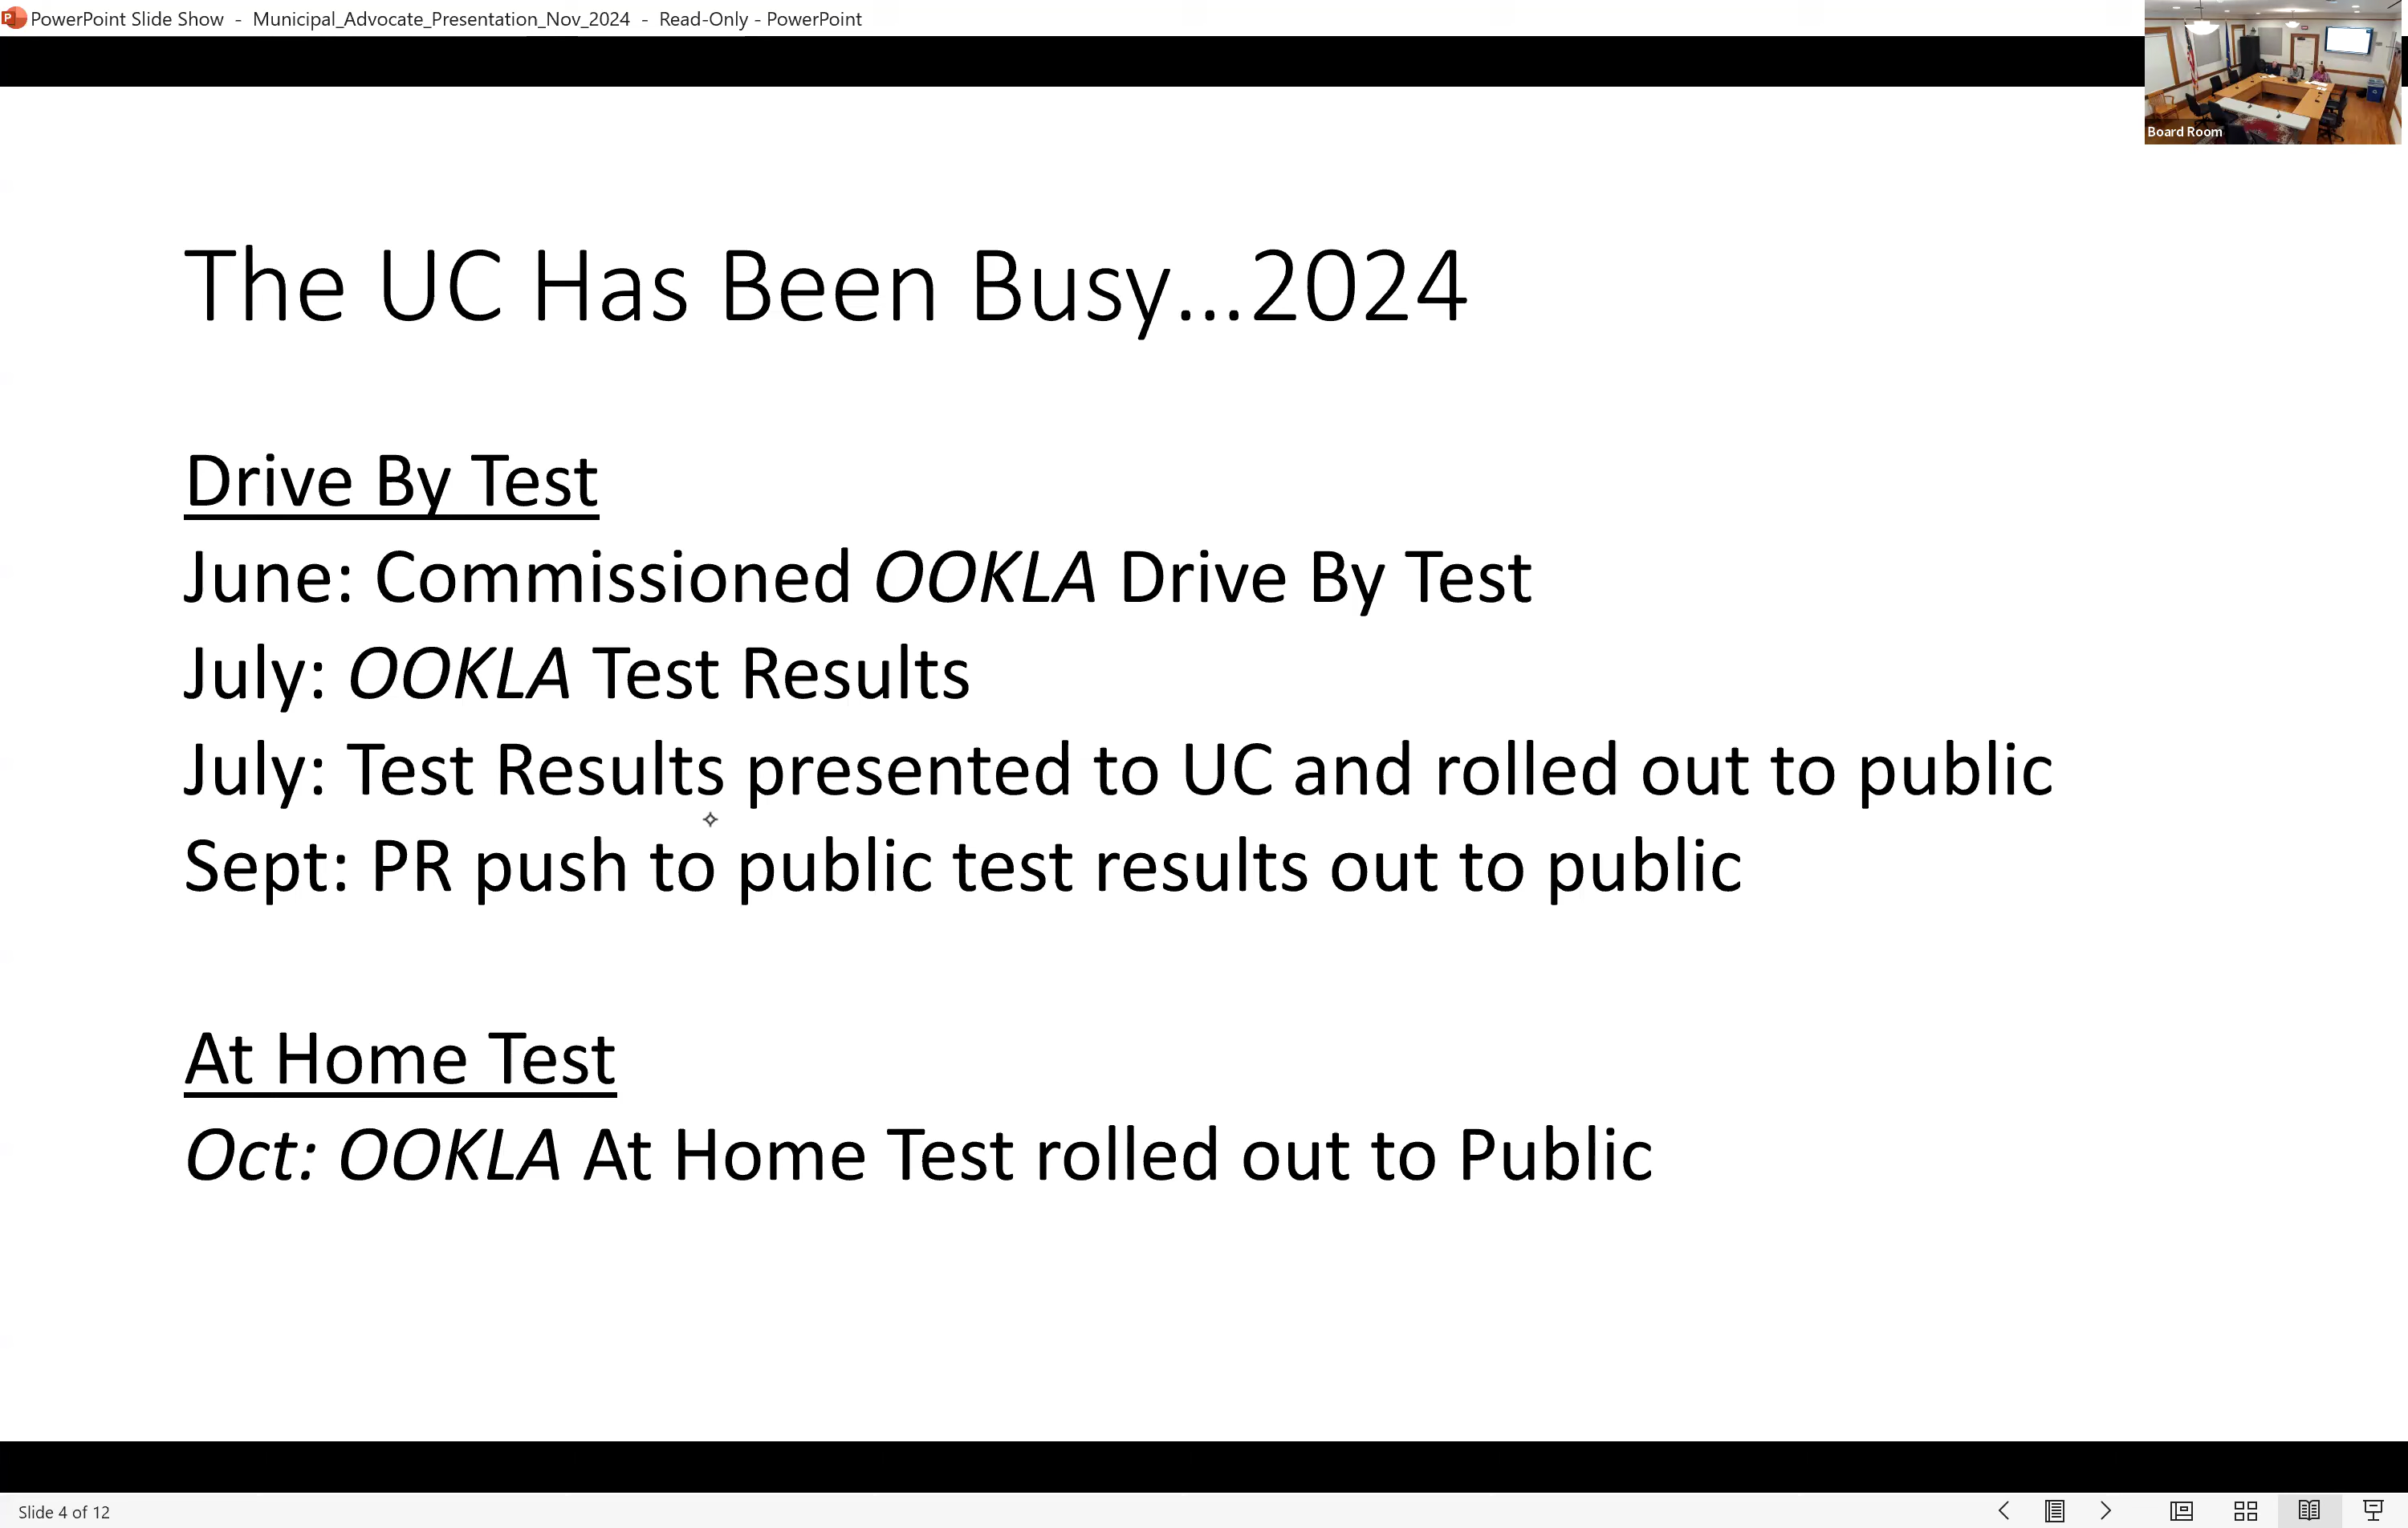 PowerPoint Slide Show - Municipal_Advocate_Presentation_Nov_2024 - Read-Only - PowerPoint
Board Room
The UC Has Been Busy...2024
Drive By Test
June: Commissioned OOKLA Drive By Test
July: OOKLA Test Results
July: Test Results presented to UC and rolled out to public
Sept: PR push to public test results out to public
At Home Test
Oct: OOKLA At Home Test rolled out to Public
Slide 4 of 12